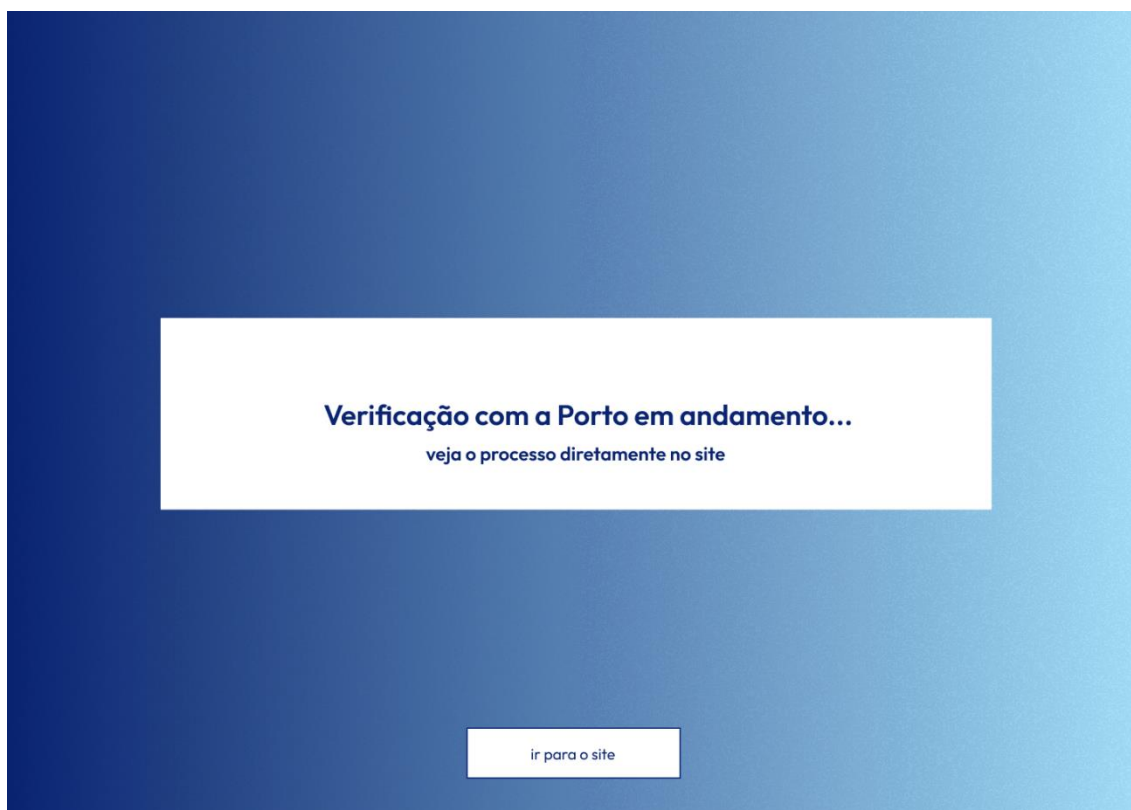 Verificação com a Porto em andamento...
veja o processo diretamente no site
ir para o site